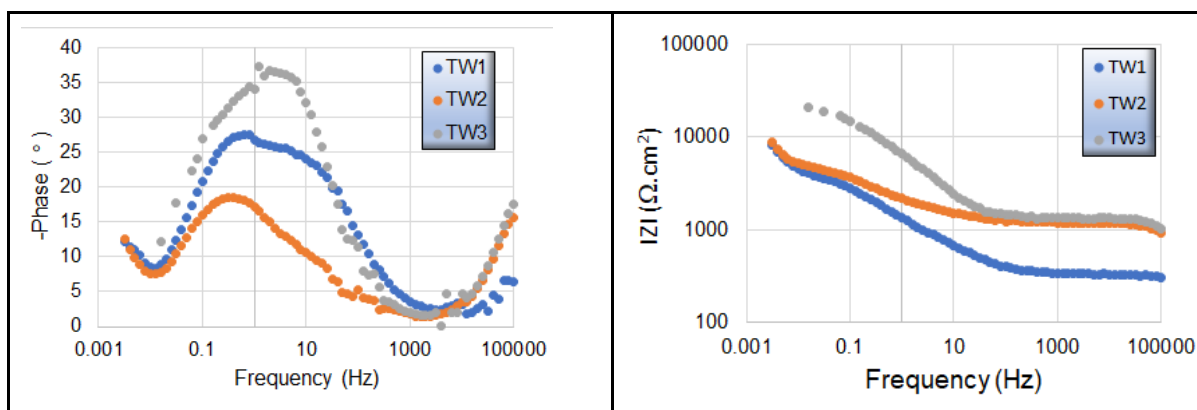 40
35
30
25
20
15
10
5
0
-Phase ( ° )
TW1
TW2
TW3
0.001 0.1 10 1000 100000
Frequency (Hz)
100000
10000
1000
100
IZI (Ω.cm²)
TW1
TW2
TW3
0.001 0.1 10 1000 100000
Frequency (Hz)